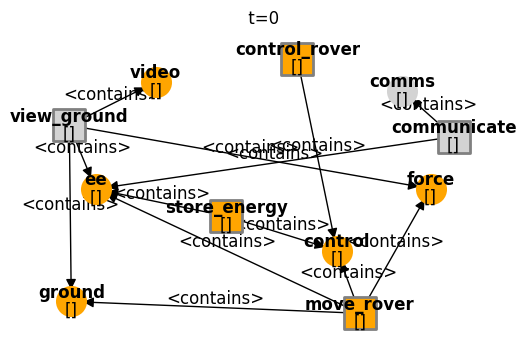 t=0
control_rover
[]
video
[]
comms
[]
<contains>
<contains>
view_ground
[]
communicate
[]
<contains>
<contains>
<contains>
<contains>
ee
[]
force
[]
<contains>
<contains>
store_energy
[]
<contains>
control
[]
<contains>
<contains>
<contains>
ground
[]
<contains>
move_rover
[]